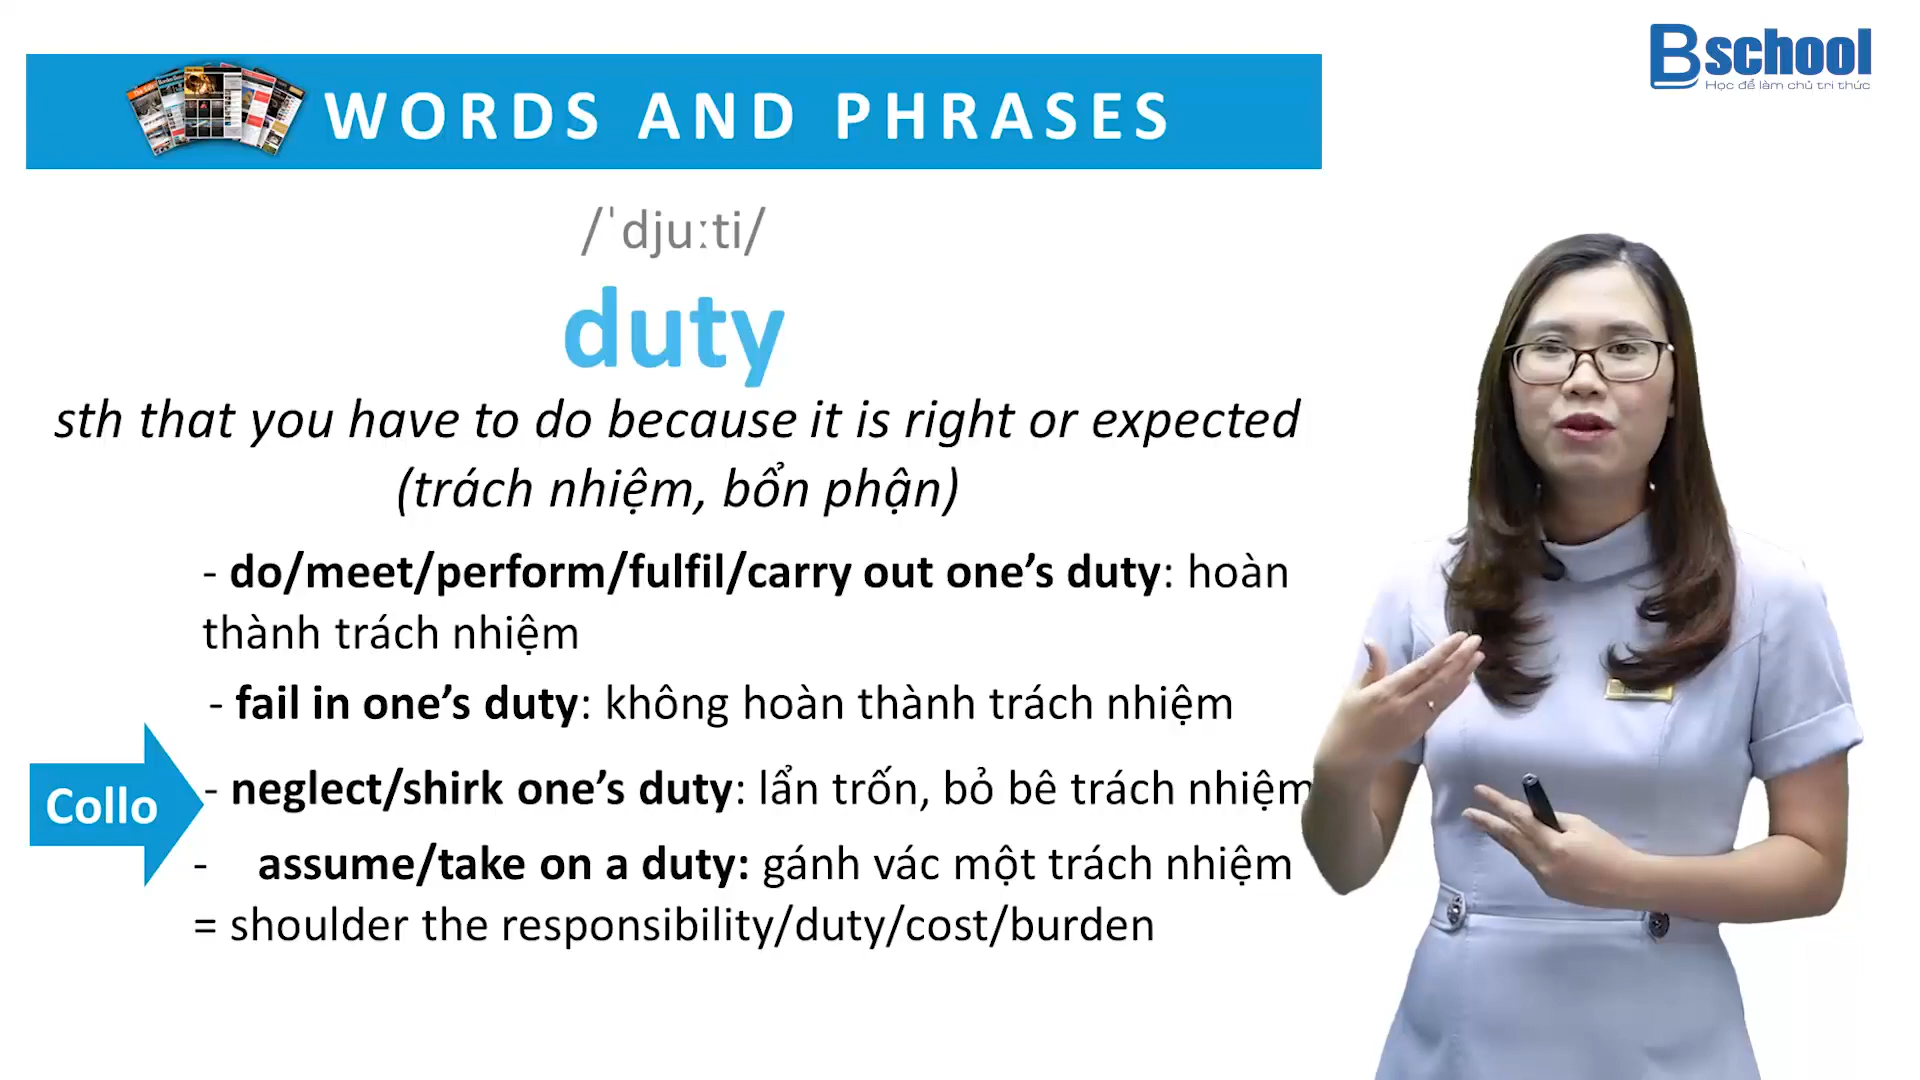 Bschool
Học để làm chủ tri thức
WORDS AND PHRASES
/ˈdjuːti/
duty
sth that you have to do because it is right or expected
(trách nhiệm, bổn phận)
- do/meet/perform/fulfil/carry out one’s duty: hoàn
thành trách nhiệm
- fail in one’s duty: không hoàn thành trách nhiệm
Collo
- neglect/shirk one’s duty: lẩn trốn, bỏ bê trách nhiệm
- assume/take on a duty: gánh vác một trách nhiệm
= shoulder the responsibility/duty/cost/burden